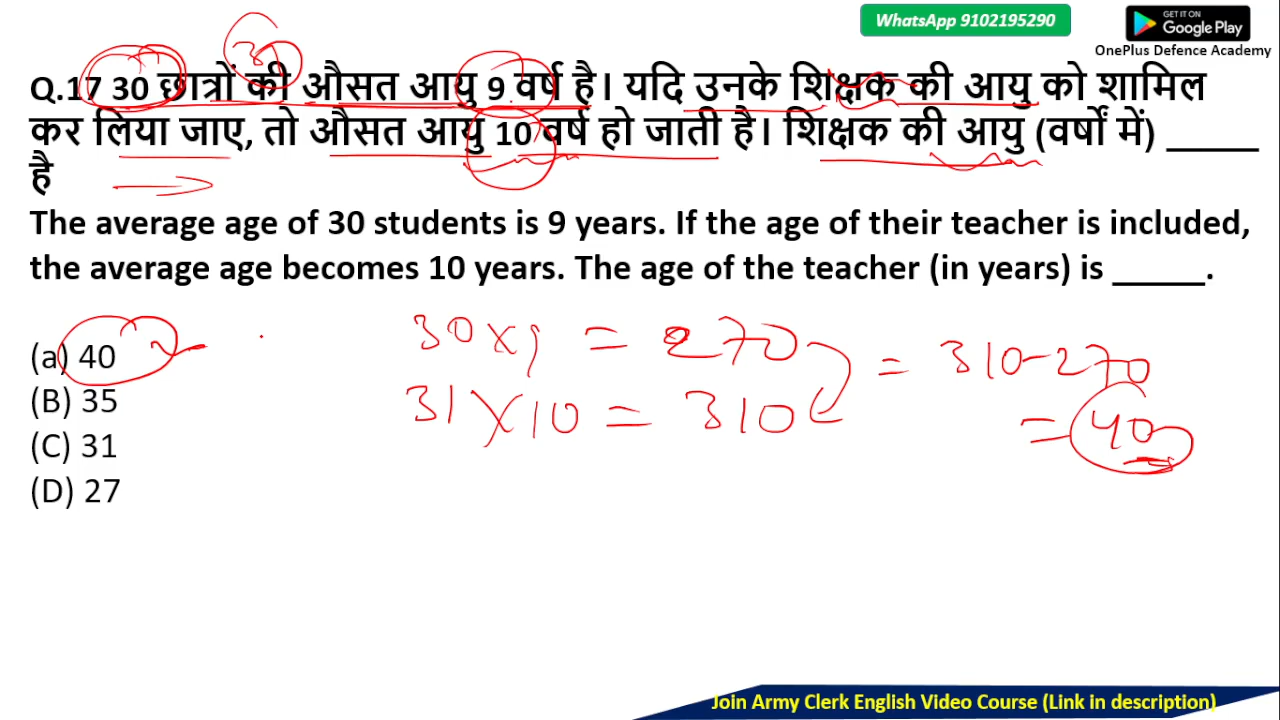 WhatsApp 9102195290
GET IT ON
Google Play
OnePlus Defence Academy
30
Q.17 30 छात्रों की औसत आयु 9 वर्ष है। यदि उनके शिक्षक की आयु को शामिल
कर लिया जाए, तो औसत आयु 10 वर्ष हो जाती है। शिक्षक की आयु (वर्षों में) _____
है
The average age of 30 students is 9 years. If the age of their teacher is included,
the average age becomes 10 years. The age of the teacher (in years) is _____.
(a) 40
(B) 35
(C) 31
(D) 27
30 x 9 = 270
31 x 10 = 310
= 310 - 270
= 40
Join Army Clerk English Video Course (Link in description)